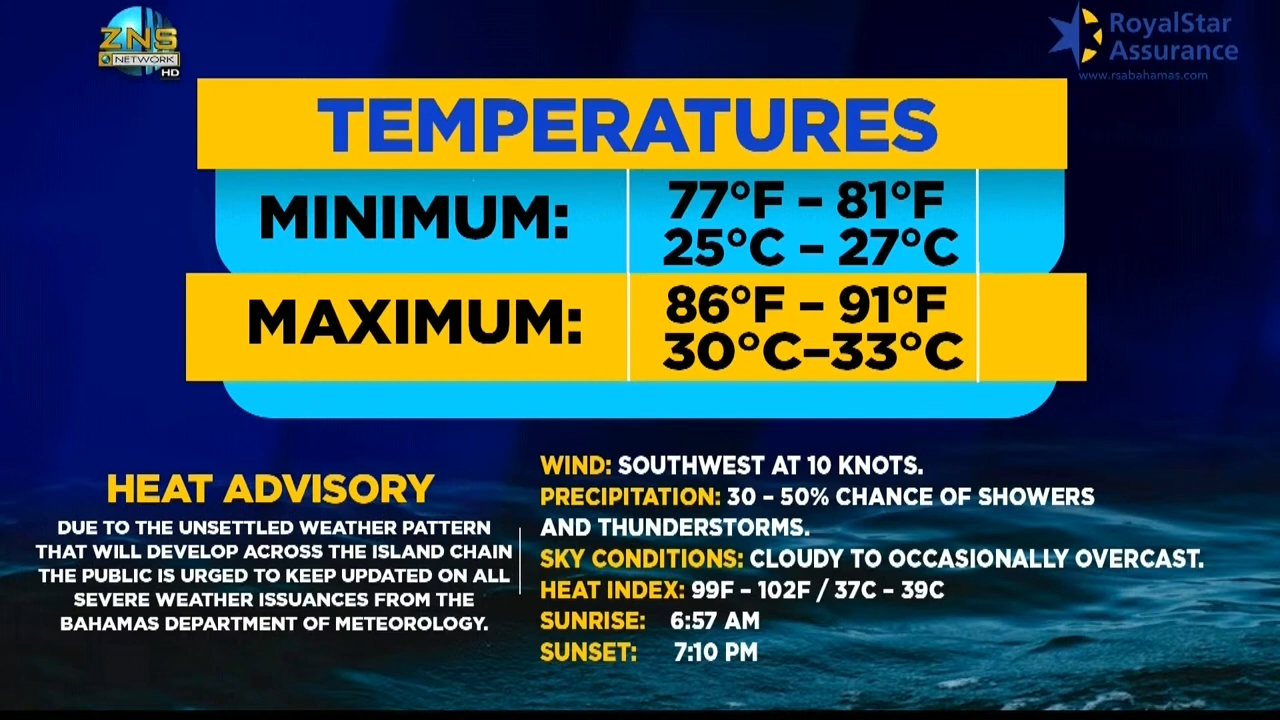 ZNS
NETWORK
HD
RoyalStar
Assurance
www.rsabahamas.com
TEMPERATURES
MINIMUM:
77°F – 81°F
25°C – 27°C
MAXIMUM:
86°F – 91°F
30°C–33°C
HEAT ADVISORY
DUE TO THE UNSETTLED WEATHER PATTERN
THAT WILL DEVELOP ACROSS THE ISLAND CHAIN
THE PUBLIC IS URGED TO KEEP UPDATED ON ALL
SEVERE WEATHER ISSUANCES FROM THE
BAHAMAS DEPARTMENT OF METEOROLOGY.
WIND: SOUTHWEST AT 10 KNOTS.
PRECIPITATION: 30 – 50% CHANCE OF SHOWERS
AND THUNDERSTORMS.
SKY CONDITIONS: CLOUDY TO OCCASIONALLY OVERCAST.
HEAT INDEX: 99F – 102F / 37C – 39C
SUNRISE: 6:57 AM
SUNSET: 7:10 PM